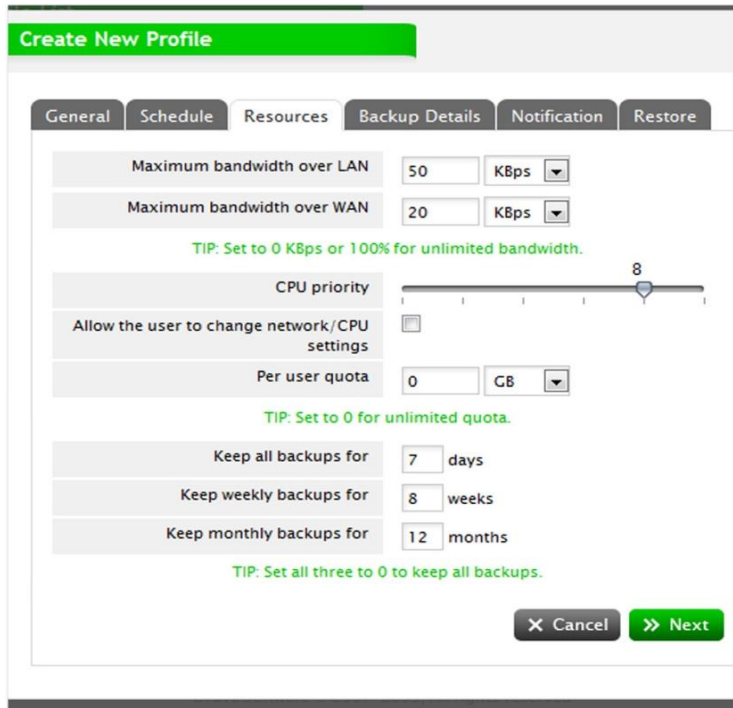 Create New Profile
General Schedule Resources Backup Details Notification Restore
Maximum bandwidth over LAN 50 KBps
Maximum bandwidth over WAN 20 KBps
TIP: Set to 0 KBps or 100% for unlimited bandwidth.
8
CPU priority
Allow the user to change network/CPU
settings
Per user quota 0 GB
TIP: Set to 0 for unlimited quota.
Keep all backups for 7 days
Keep weekly backups for 8 weeks
Keep monthly backups for 12 months
TIP: Set all three to 0 to keep all backups.
X Cancel >> Next